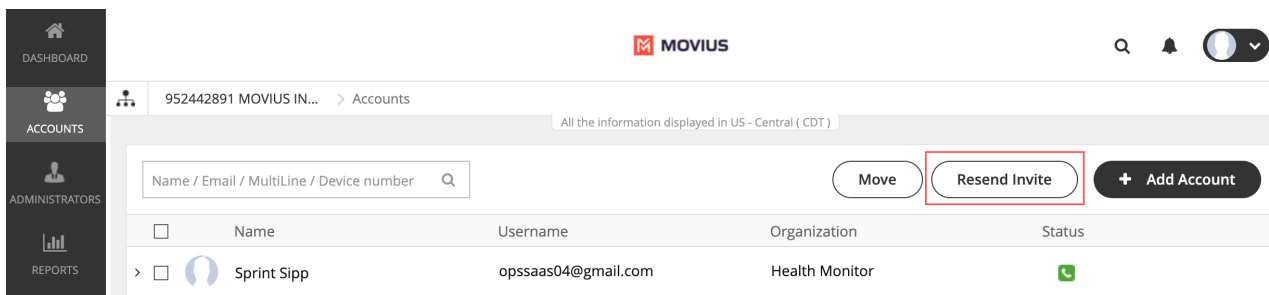 DASHBOARD
MOVIUS
ACCOUNTS
952442891 MOVIUS IN... > Accounts
All the information displayed in US - Central ( CDT )
ADMINISTRATORS
Name / Email / MultiLine / Device number
Move
Resend Invite
+ Add Account
REPORTS
Name Username Organization Status
Sprint Sipp opssaas04@gmail.com Health Monitor